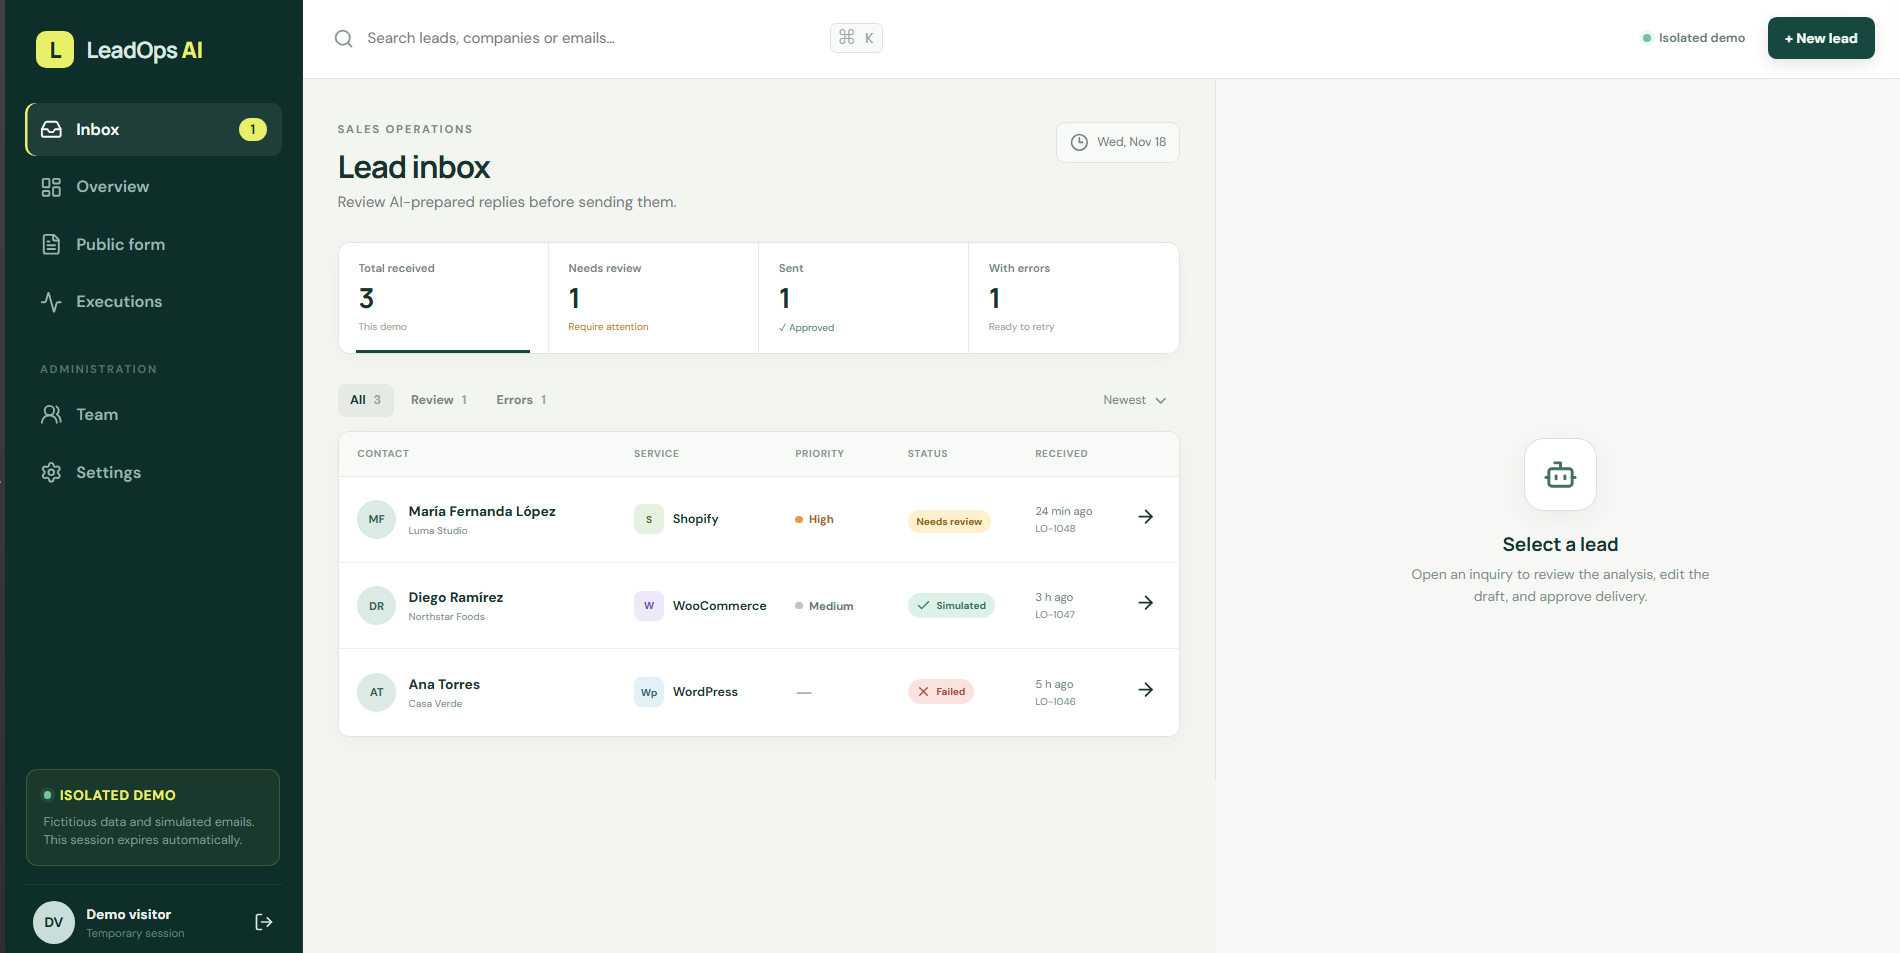 L LeadOps AI
Inbox 1
Overview
Public form
Executions
ADMINISTRATION
Team
Settings
ISOLATED DEMO
Fictitious data and simulated emails.
This session expires automatically.
DV Demo visitor
Temporary session
Search leads, companies or emails... ⌘ K
Isolated demo
+ New lead
SALES OPERATIONS
Lead inbox
Review AI-prepared replies before sending them.
Wed, Nov 18
Total received
3
This demo
Needs review
1
Require attention
Sent
1
✓ Approved
With errors
1
Ready to retry
All 3 Review 1 Errors 1 Newest
CONTACT SERVICE PRIORITY STATUS RECEIVED
MF María Fernanda López S Shopify High Needs review 24 min ago
Luma Studio LO-1048
DR Diego Ramírez W WooCommerce Medium Simulated 3 h ago
Northstar Foods LO-1047
AT Ana Torres Wp WordPress — Failed 5 h ago
Casa Verde LO-1046
Select a lead
Open an inquiry to review the analysis, edit the
draft, and approve delivery.